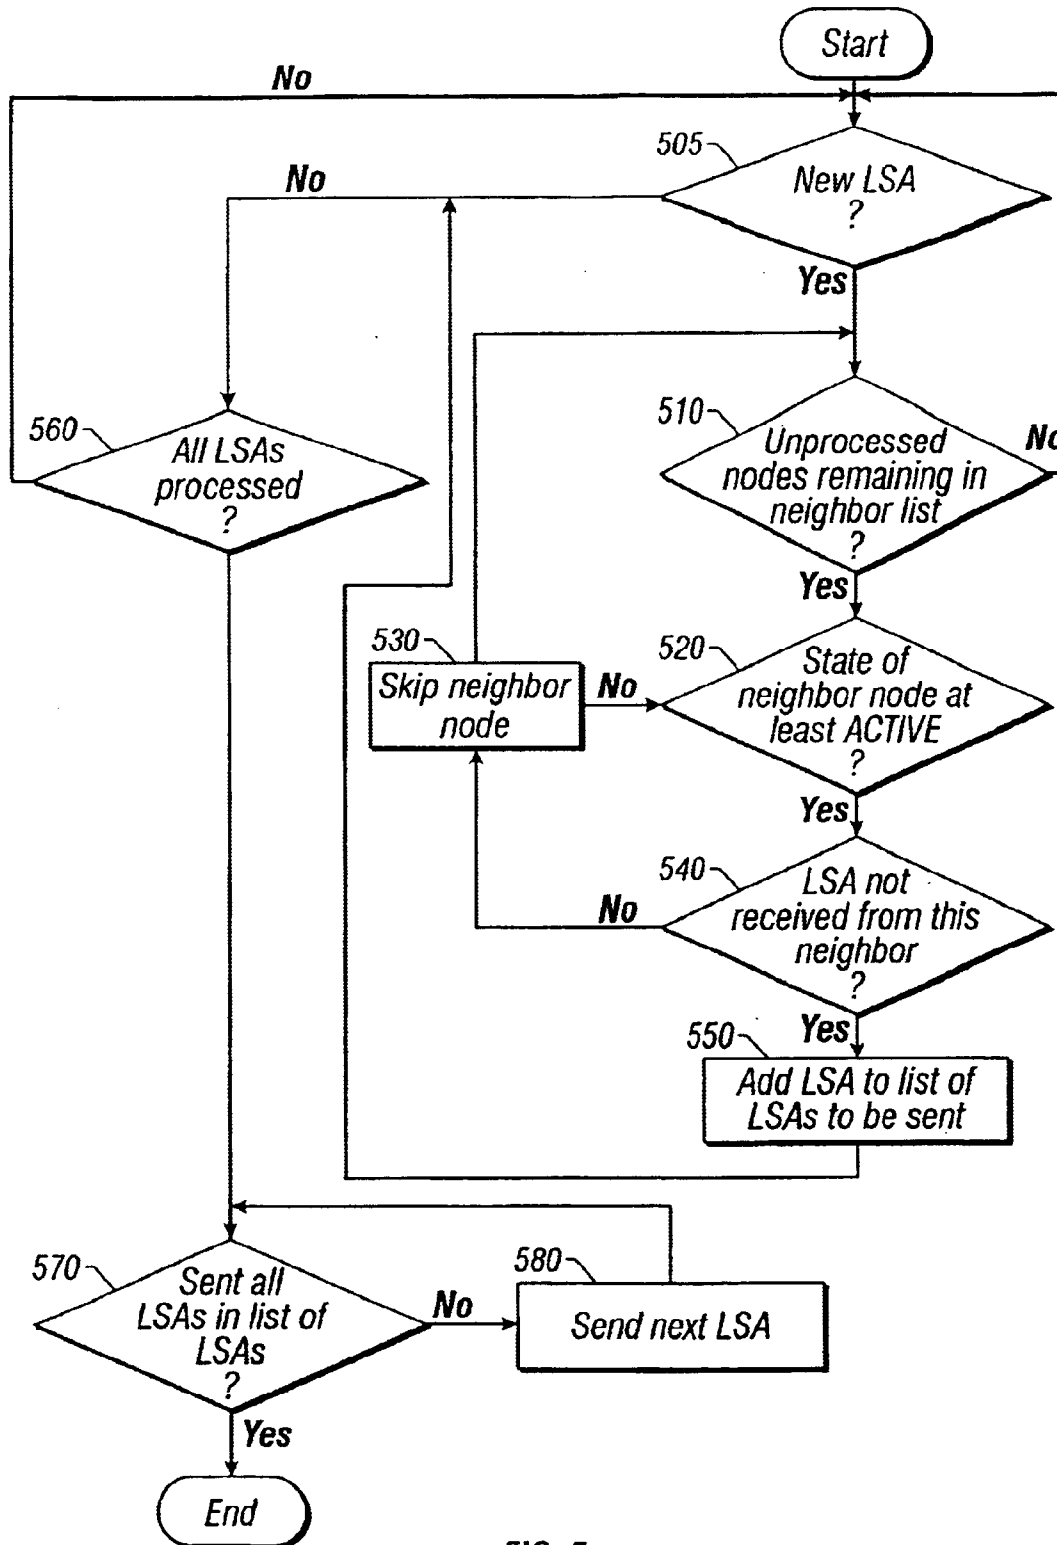 Start
No
505
New LSA
?
No
Yes
560
All LSAs
processed
?
510
Unprocessed
nodes remaining in
neighbor list
?
No
Yes
530
Skip neighbor
node
No
520
State of
neighbor node at
least ACTIVE
?
Yes
540
LSA not
received from this
neighbor
?
No
Yes
550
Add LSA to list of
LSAs to be sent
570
Sent all
LSAs in list of
LSAs
?
No
580
Send next LSA
Yes
End